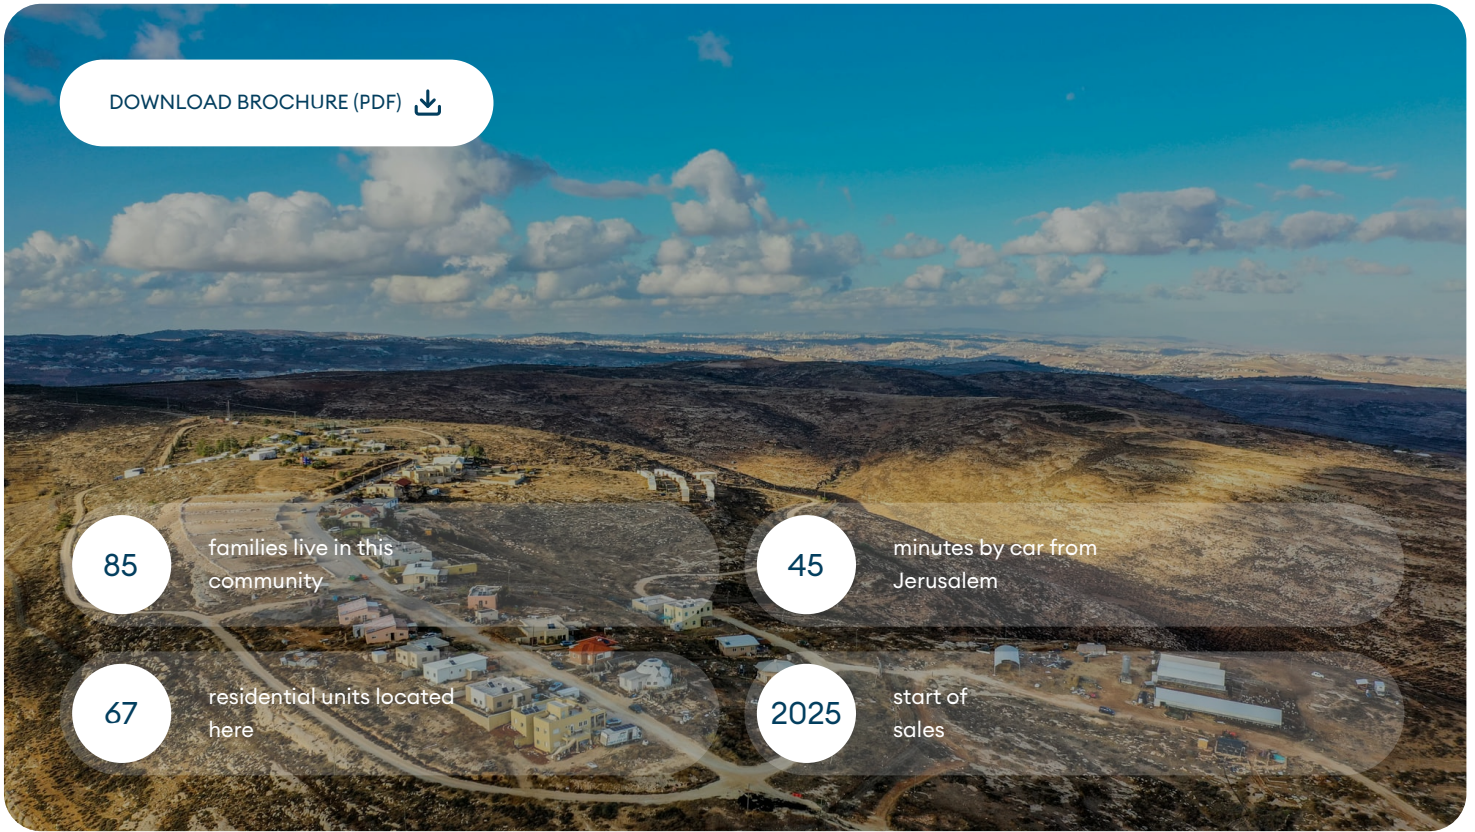 DOWNLOAD BROCHURE (PDF)
85
families live in this
community
45
minutes by car from
Jerusalem
67
residential units located
here
2025
start of
sales